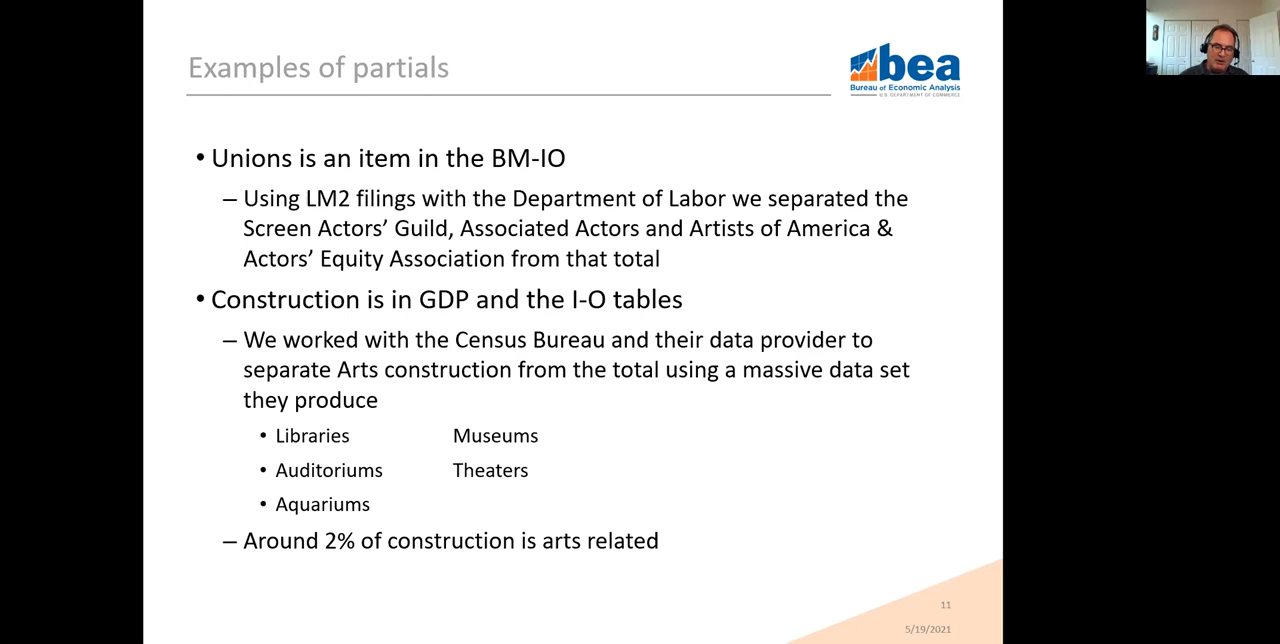 Examples of partials
bea
Bureau of Economic Analysis
U.S. DEPARTMENT OF COMMERCE
• Unions is an item in the BM-IO
– Using LM2 filings with the Department of Labor we separated the
Screen Actors’ Guild, Associated Actors and Artists of America &
Actors’ Equity Association from that total
• Construction is in GDP and the I-O tables
– We worked with the Census Bureau and their data provider to
separate Arts construction from the total using a massive data set
they produce
• Libraries Museums
• Auditoriums Theaters
• Aquariums
– Around 2% of construction is arts related
11
5/19/2021